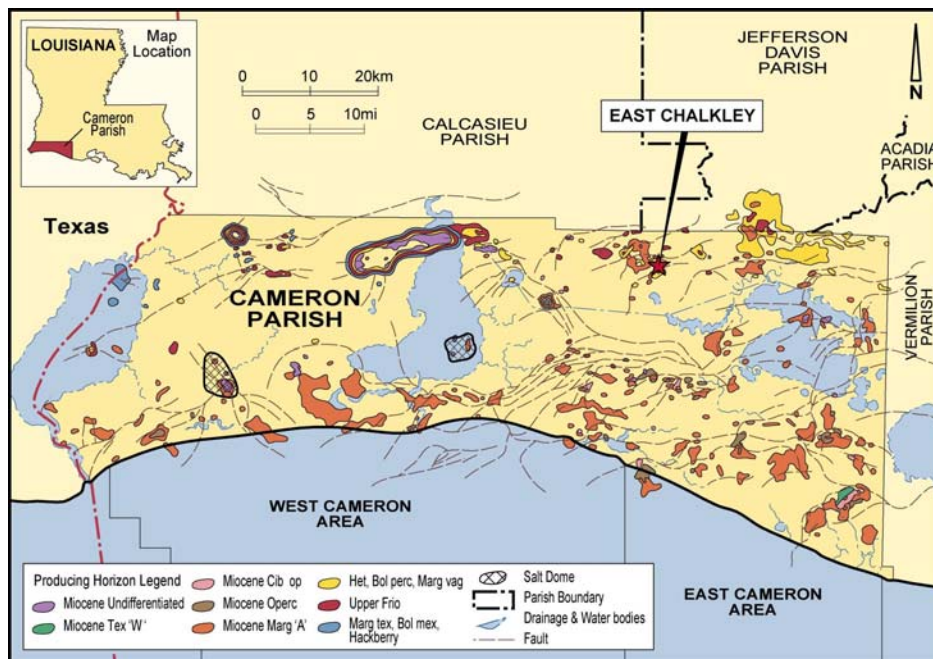 LOUISIANA
Map
Location
Cameron
Parish
0 10 20km
0 5 10mi
CALCASIEU
PARISH
JEFFERSON
DAVIS
PARISH
N
EAST CHALKLEY
ACADIA
PARISH
Texas
CAMERON
PARISH
VERMILION
PARISH
WEST CAMERON
AREA
EAST CAMERON
AREA
Producing Horizon Legend
Miocene Undifferentiated
Miocene Tex 'W'
Miocene Cib op
Miocene Operc
Miocene Marg 'A'
Het, Bol perc, Marg vag
Upper Frio
Marg tex, Bol mex,
Hackberry
Salt Dome
Parish Boundary
Drainage & Water bodies
Fault